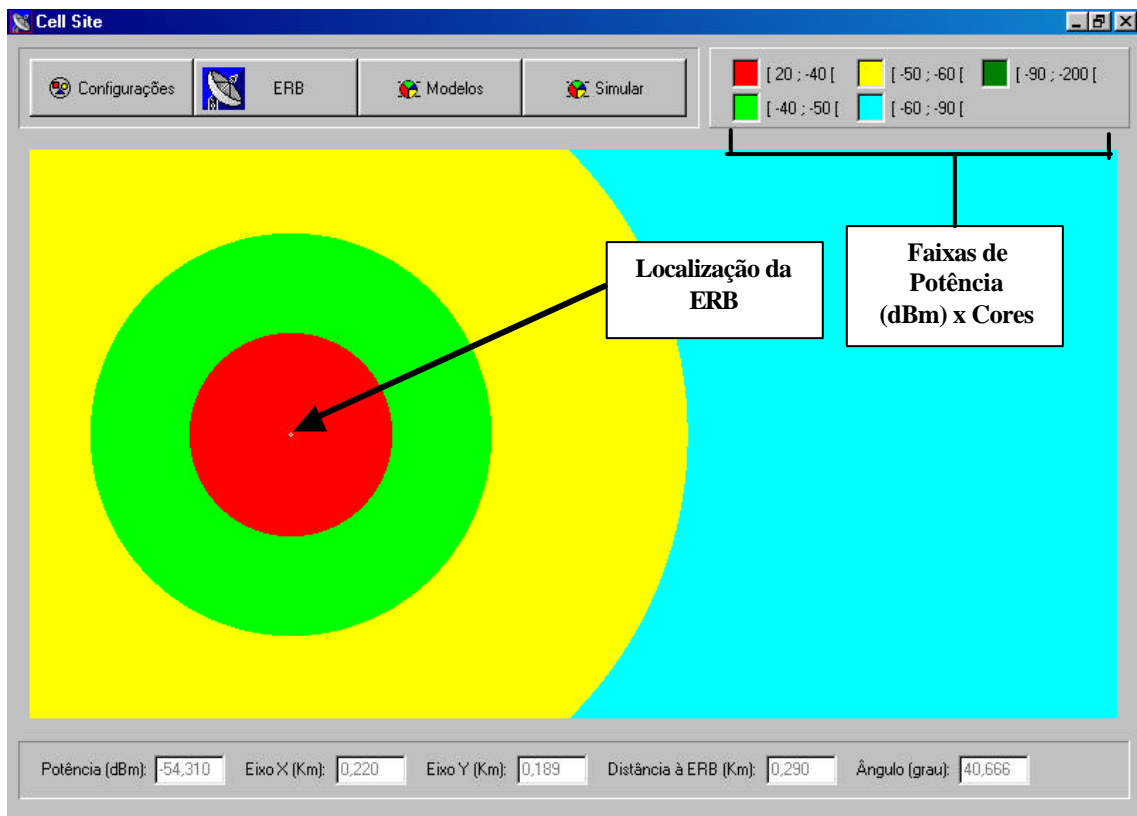 Cell Site
Configurações
ERB
Modelos
Simular
[ 20 ; -40 [
[ -50 ; -60 [
[ -90 ; -200 [
[ -40 ; -50 [
[ -60 ; -90 [
Localização da
ERB
Faixas de
Potência
(dBm) x Cores
Potência (dBm): -54,310 Eixo X (Km): 0,220 Eixo Y (Km): 0,189 Distância à ERB (Km): 0,290 Ângulo (grau): 40,666